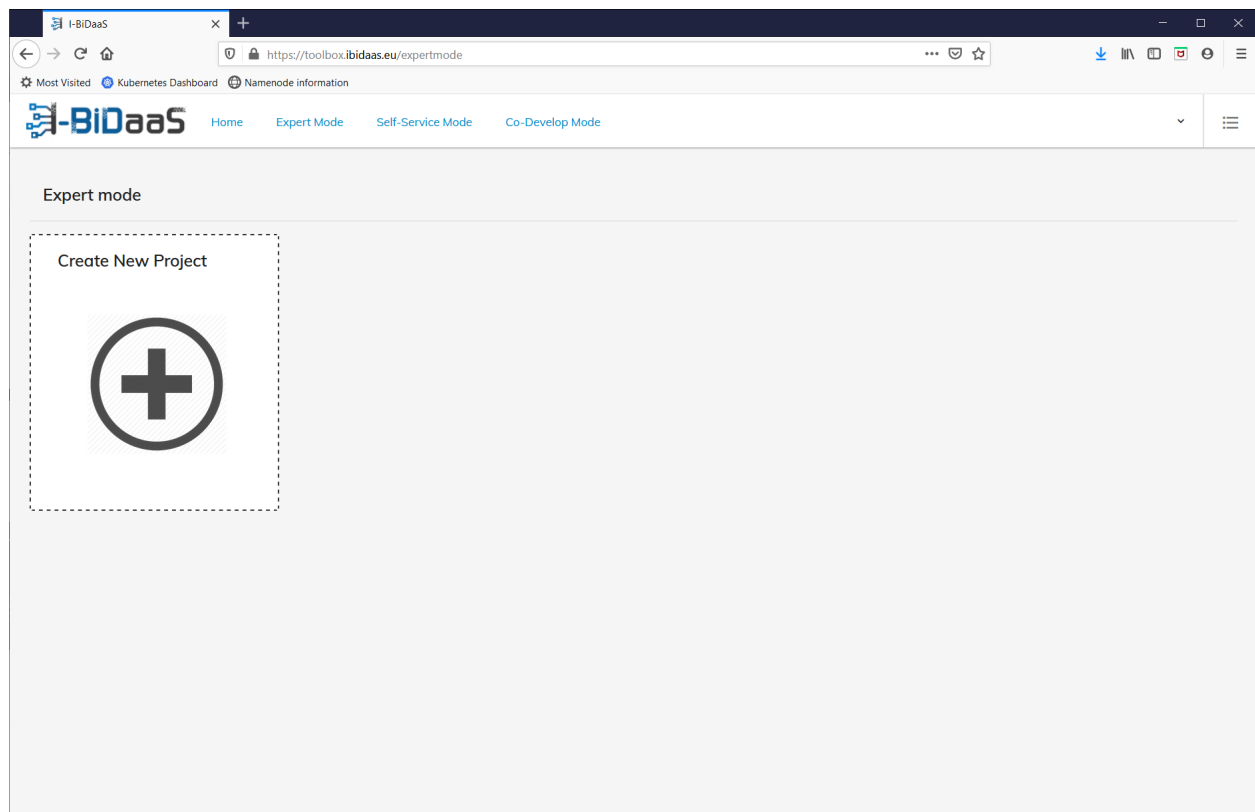 I-BiDaaS
https://toolbox.ibidaas.eu/expertmode
Most Visited Kubernetes Dashboard Namenode information
I-BiDaaS Home Expert Mode Self-Service Mode Co-Develop Mode
Expert mode
Create New Project